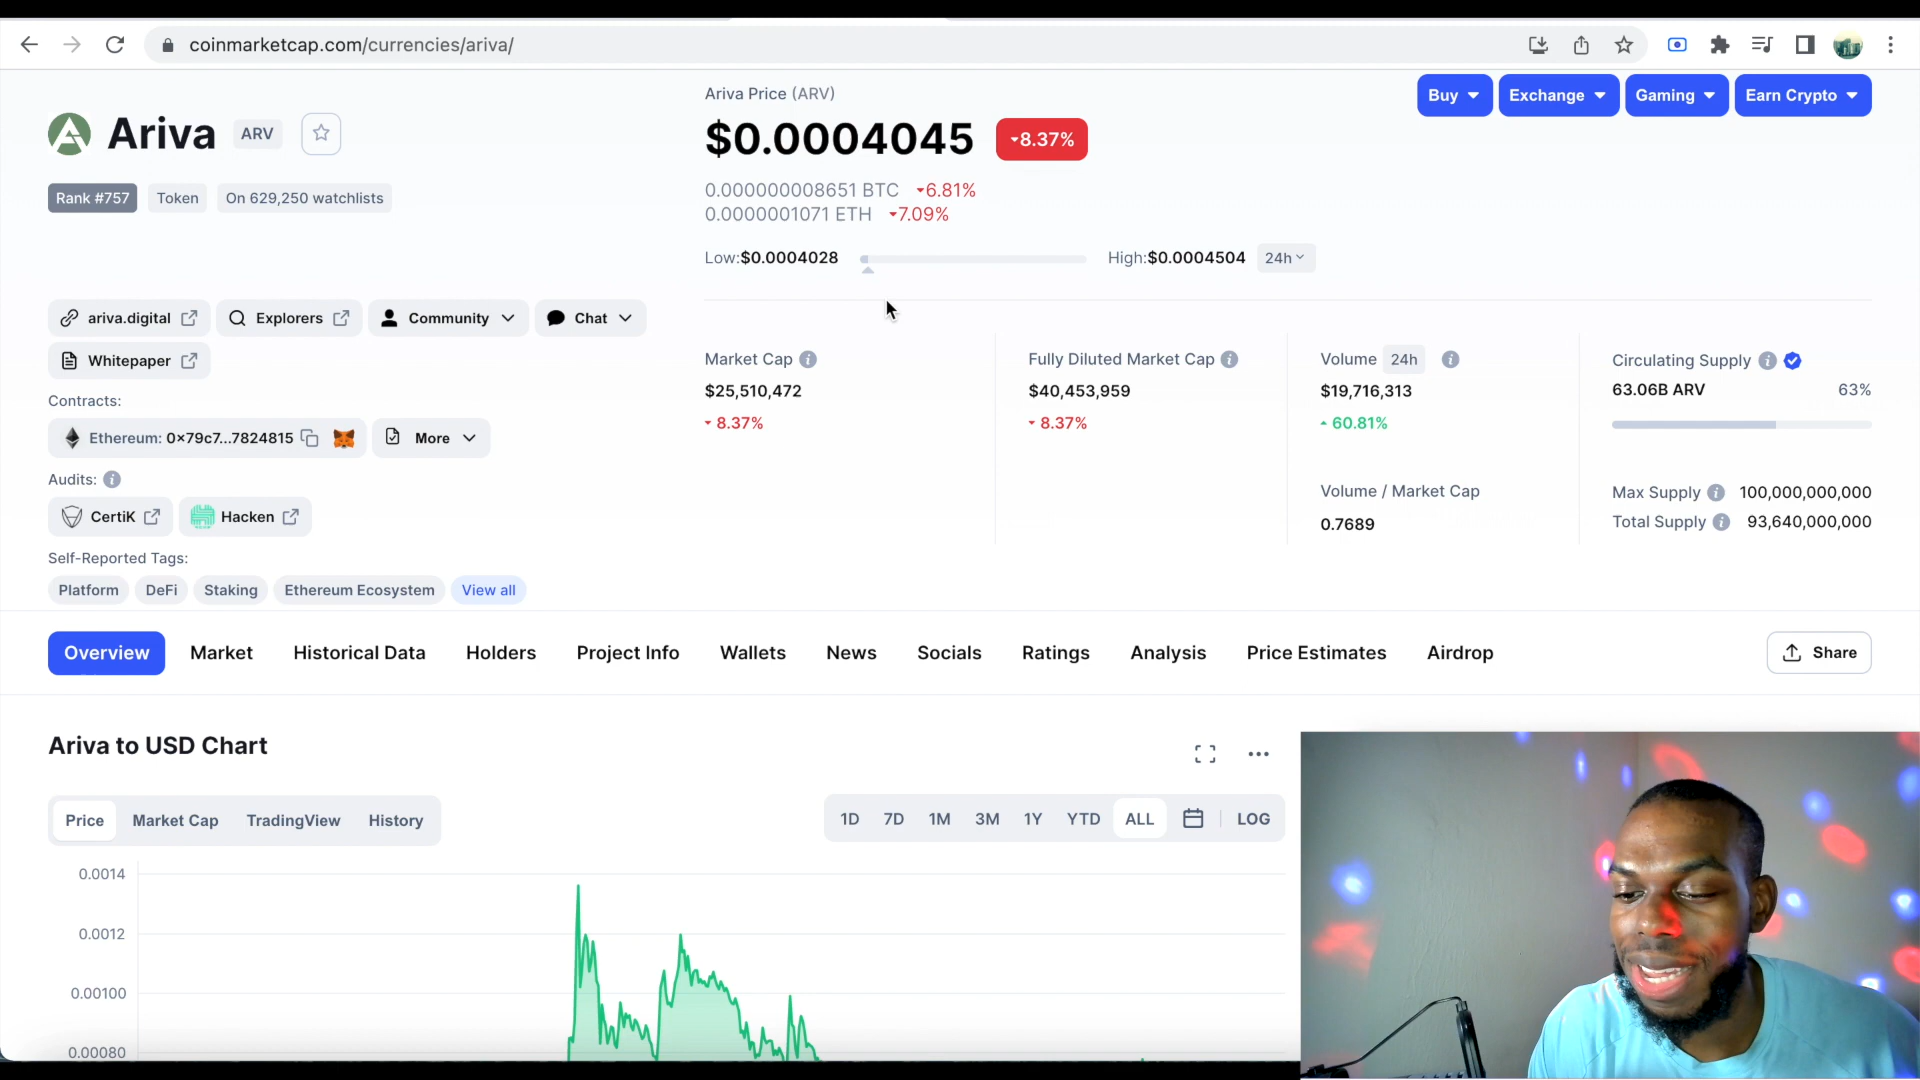 coinmarketcap.com/currencies/ariva/
Ariva ARV
Rank #757 Token On 629,250 watchlists
ariva.digital Explorers Community Chat
Whitepaper
Contracts:
Ethereum: 0x79c7...7824815 More
Audits:
CertiK Hacken
Self-Reported Tags:
Platform DeFi Staking Ethereum Ecosystem View all
Ariva Price (ARV)
$0.0004045 8.37%
0.000000008651 BTC 6.81%
0.0000001071 ETH 7.09%
Low:$0.0004028 High:$0.0004504 24h
Buy Exchange Gaming Earn Crypto
Market Cap
$25,510,472
8.37%
Fully Diluted Market Cap
$40,453,959
8.37%
Volume 24h
$19,716,313
60.81%
Volume / Market Cap
0.7689
Circulating Supply
63.06B ARV 63%
Max Supply 100,000,000,000
Total Supply 93,640,000,000
Overview Market Historical Data Holders Project Info Wallets News Socials Ratings Analysis Price Estimates Airdrop Share
Ariva to USD Chart
Price Market Cap TradingView History 1D 7D 1M 3M 1Y YTD ALL LOG
0.0014
0.0012
0.00100
0.00080